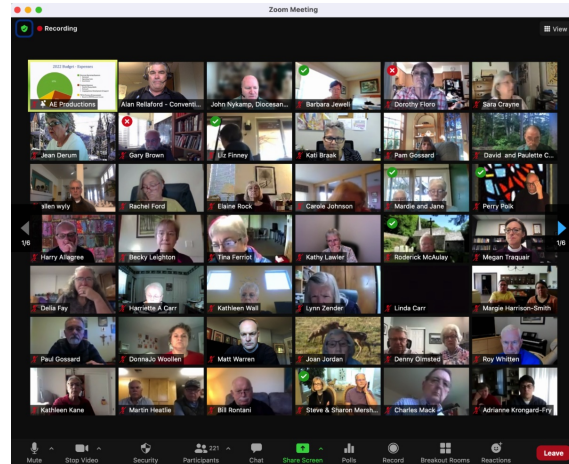 Zoom Meeting
Recording
View
2022 Budget - Expenses
AE Productions
Alan Rellaford - Conventi...
John Nykamp, Diocesan...
Barbara Jewell
Dorothy Floro
Sara Crayne
Jean Derum
Gary Brown
Liz Finney
Kati Braak
Pam Gossard
David and Paulette C...
allen wyly
Rachel Ford
Elaine Rock
Carole Johnson
Mardie and Jane
Perry Polk
1/6
1/6
Harry Allagree
Becky Leighton
Tina Ferriot
Kathy Lawler
Roderick McAulay
Megan Traquair
Delia Fay
Harriette A Carr
Kathleen Wall
Lynn Zender
Linda Carr
Margie Harrison-Smith
Paul Gossard
DonnaJo Woollen
Matt Warren
Joan Jordan
Denny Olmsted
Roy Whitten
Kathleen Kane
Martin Heatlie
Bill Rontani
Steve & Sharon Mersh...
Charles Mack
Adrianne Krongard-Fry
221
Mute
Stop Video
Security
Participants
Chat
Share Screen
Polls
Record
Breakout Rooms
Reactions
Leave